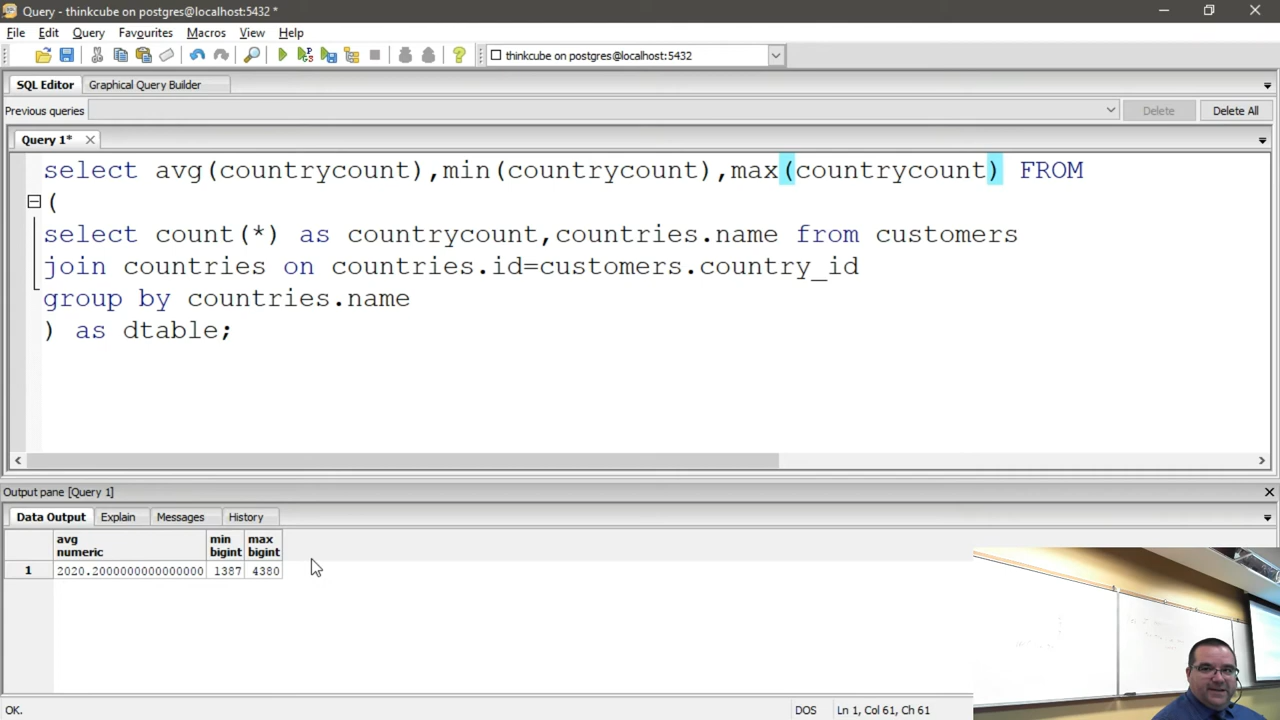 Query - thinkcube on postgres@localhost:5432 *
File Edit Query Favourites Macros View Help
thinkcube on postgres@localhost:5432
SQL Editor Graphical Query Builder
Previous queries Delete Delete All
Query 1*
select avg(countrycount),min(countrycount),max(countrycount) FROM
(
select count(*) as countrycount,countries.name from customers
join countries on countries.id=customers.country_id
group by countries.name
) as dtable;
Output pane [Query 1]
Data Output Explain Messages History
avg min max
numeric bigint bigint
1 2020.2000000000000000 1387 4380
OK. DOS Ln 1, Col 61, Ch 61